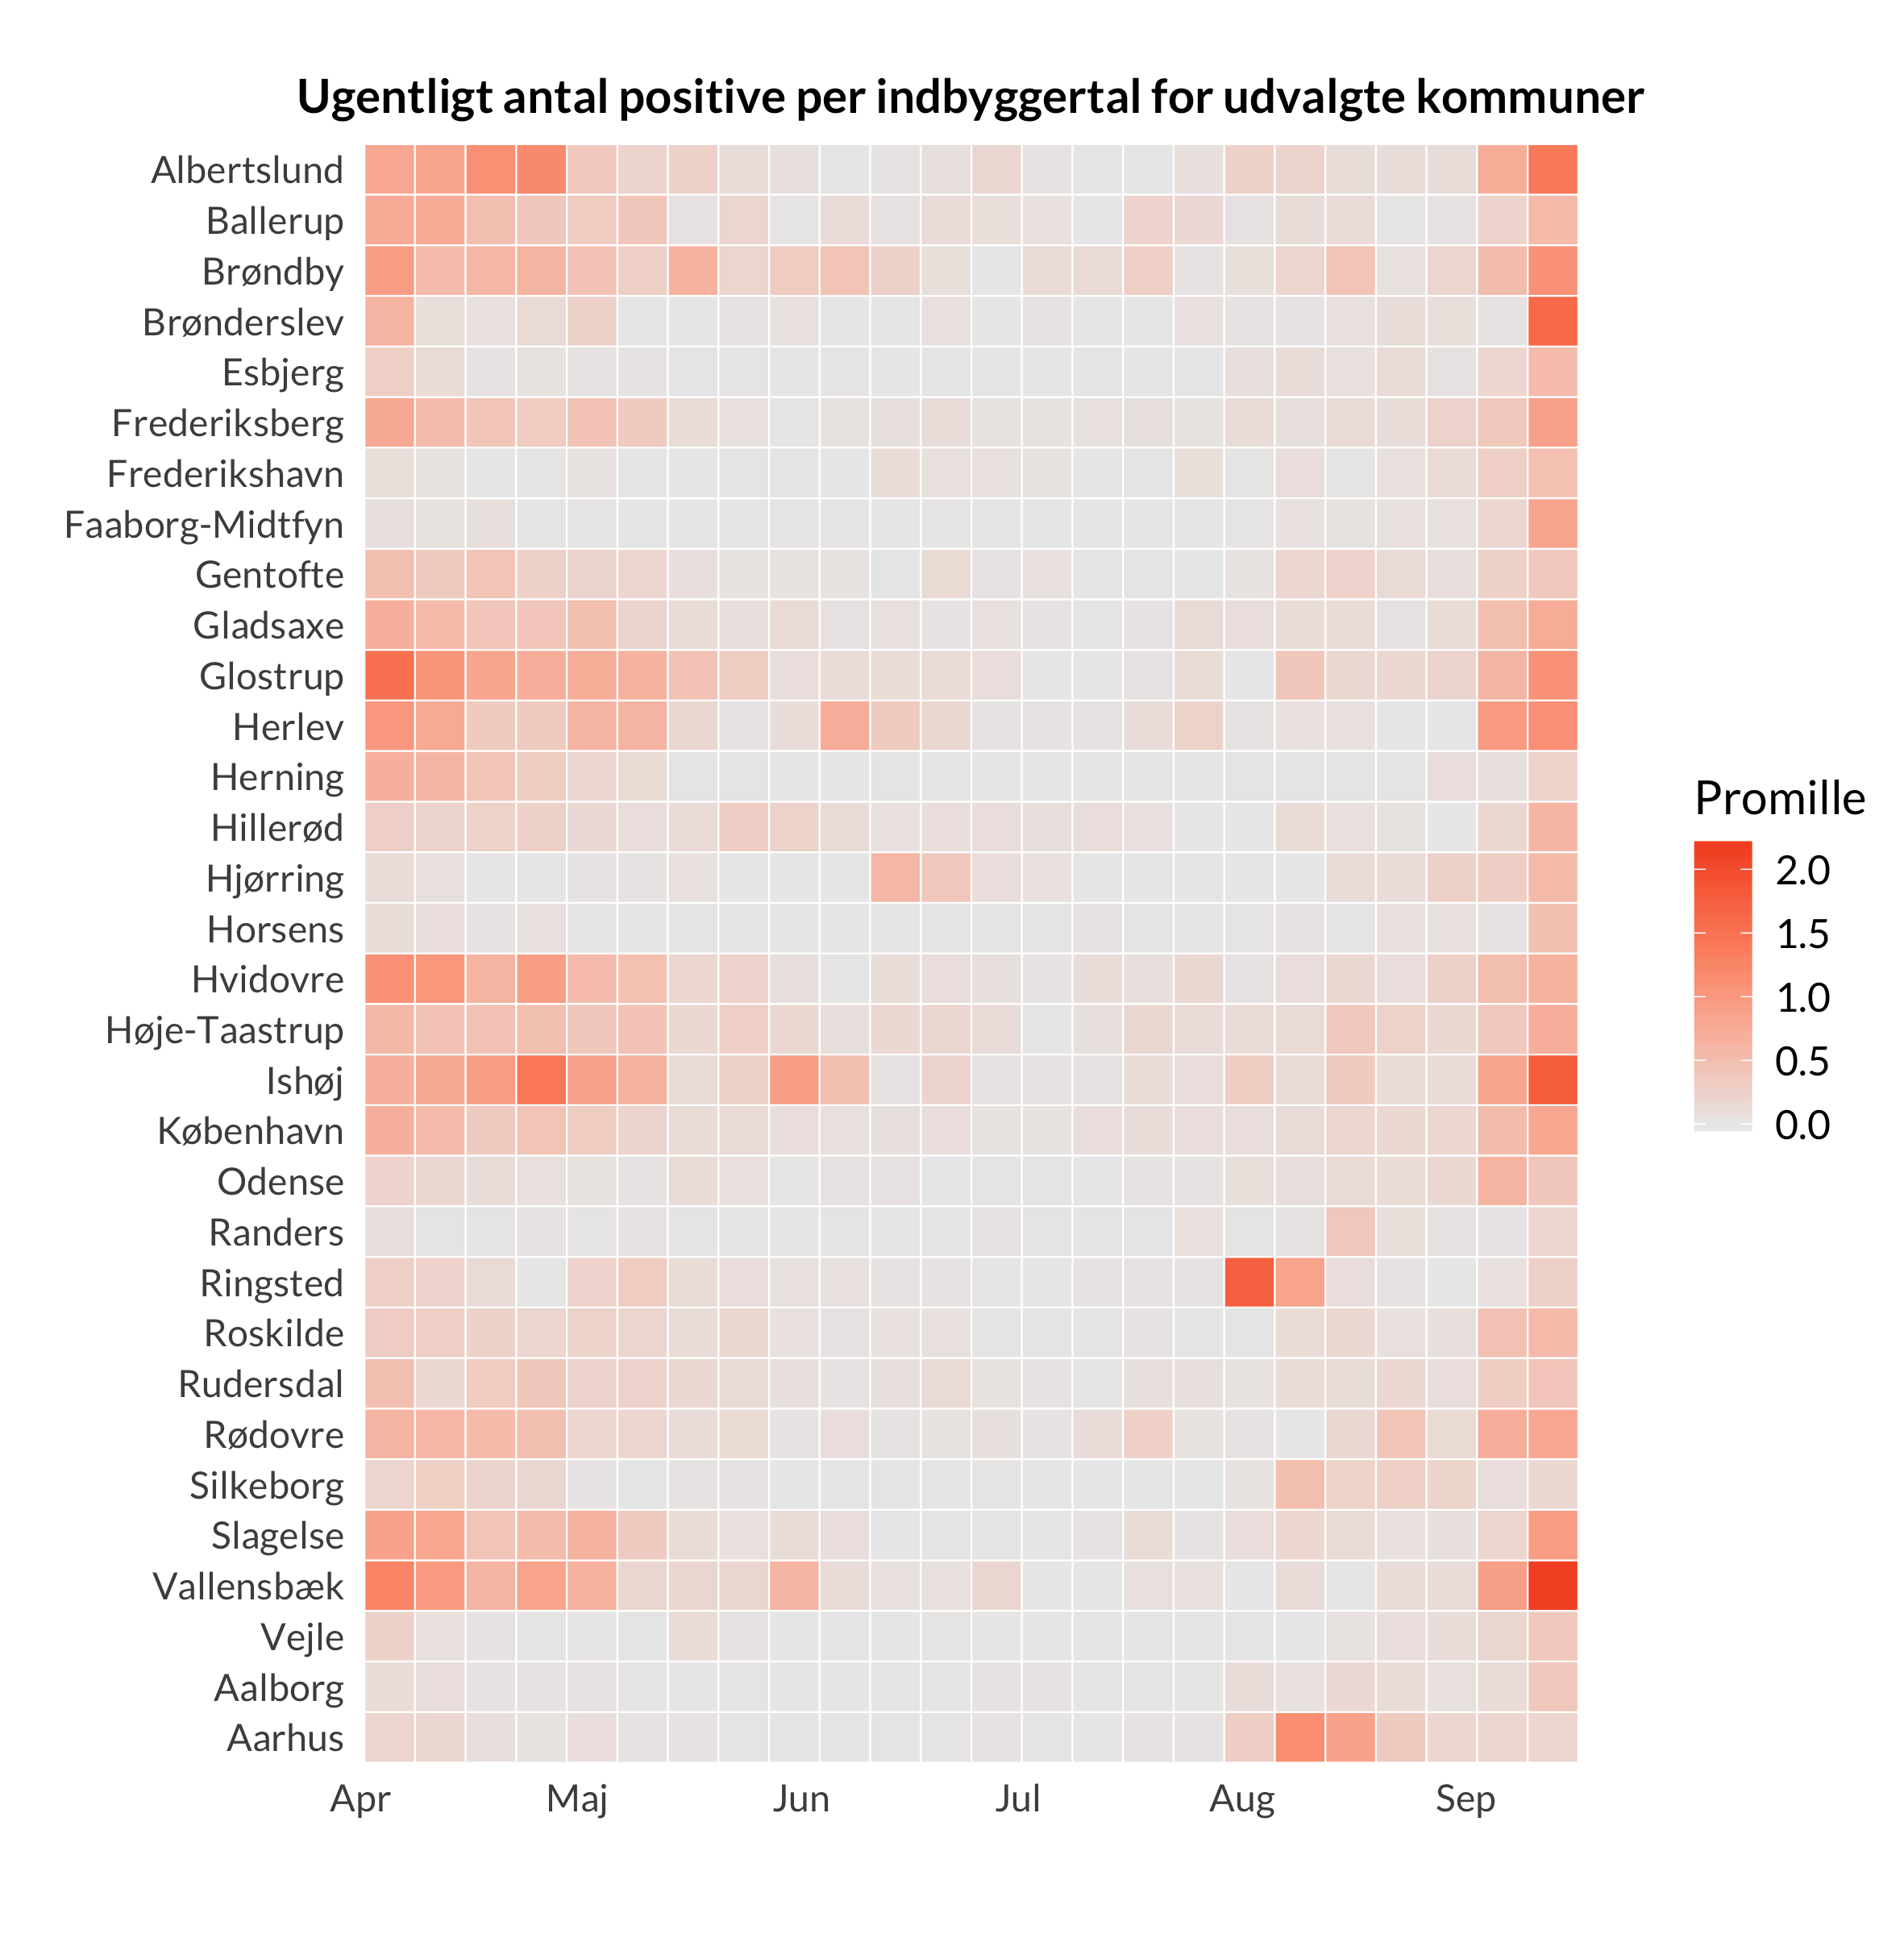 Ugentligt antal positive per indbyggertal for udvalgte kommuner
Albertslund
Ballerup
Brøndby
Brønderslev
Esbjerg
Frederiksberg
Frederikshavn
Faaborg-Midtfyn
Gentofte
Gladsaxe
Glostrup
Herlev
Herning
Hillerød
Hjørring
Horsens
Hvidovre
Høje-Taastrup
Ishøj
København
Odense
Randers
Ringsted
Roskilde
Rudersdal
Rødovre
Silkeborg
Slagelse
Vallensbæk
Vejle
Aalborg
Aarhus
Apr Maj Jun Jul Aug Sep
Promille
2.0
1.5
1.0
0.5
0.0